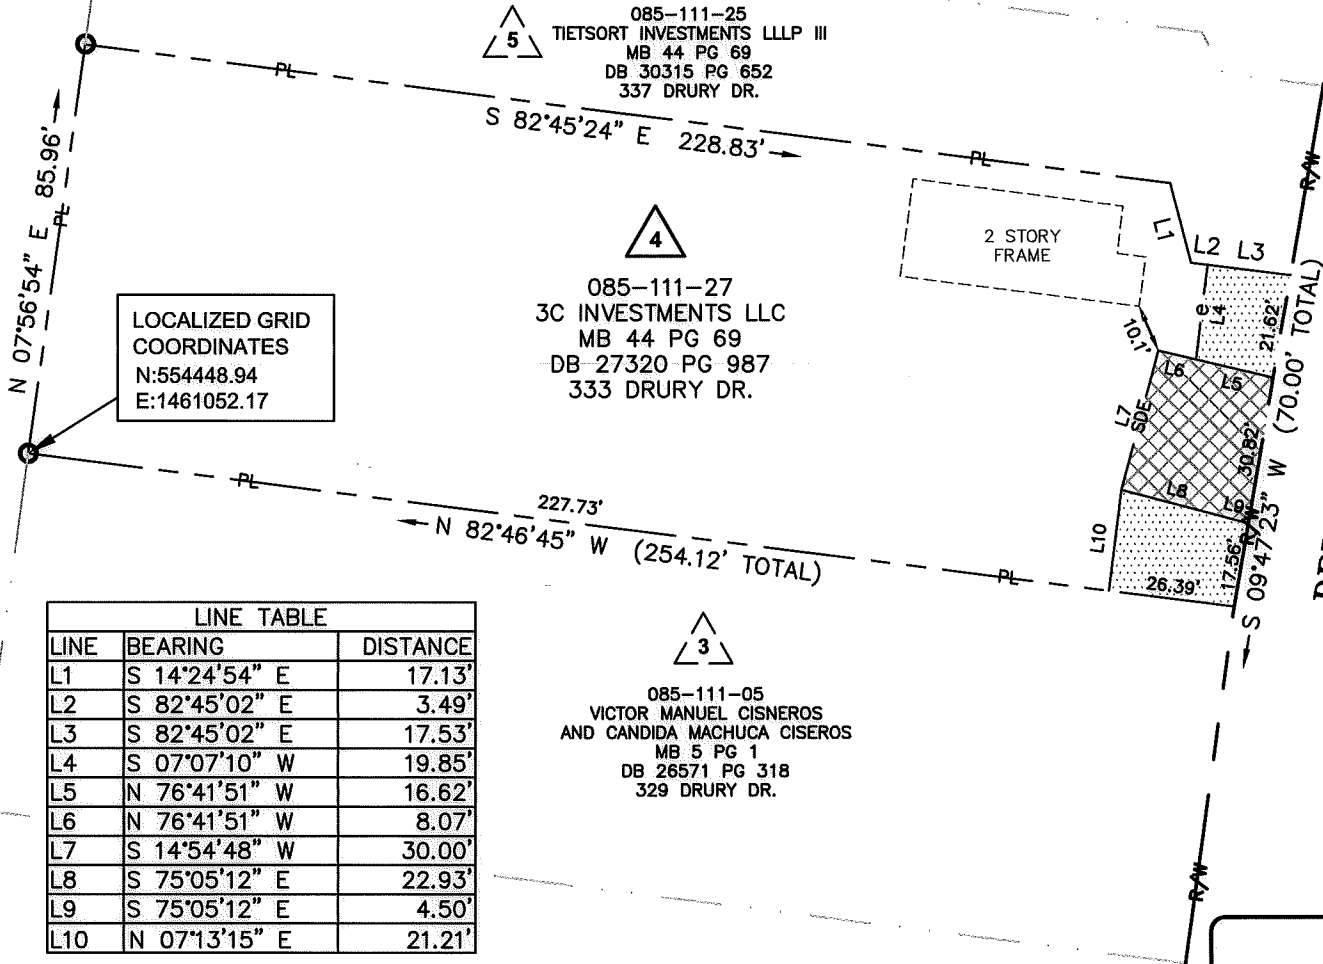 5
085-111-25
TIETSORT INVESTMENTS LLLP III
MB 44 PG 69
DB 30315 PG 652
337 DRURY DR.
PL
S 82°45'24" E 228.83'
PL
R/W
N 07°56'54" E 85.96'
PL
4
085-111-27
3C INVESTMENTS LLC
MB 44 PG 69
DB 27320 PG 987
333 DRURY DR.
2 STORY
FRAME
L1
L2 L3
L4
e
21.62'
10.1'
L6
L5
L7
SDE
30.82'
L8
L9
R/W
L10
17.56'
26.39'
S 09°47'23" W (70.00' TOTAL)
LOCALIZED GRID
COORDINATES
N:554448.94
E:1461052.17
PL
227.73'
N 82°46'45" W (254.12' TOTAL)
PL
3
085-111-05
VICTOR MANUEL CISNEROS
AND CANDIDA MACHUCA CISEROS
MB 5 PG 1
DB 26571 PG 318
329 DRURY DR.
R/W
LINE TABLE
LINE BEARING DISTANCE
L1 S 14°24'54" E 17.13'
L2 S 82°45'02" E 3.49'
L3 S 82°45'02" E 17.53'
L4 S 07°07'10" W 19.85'
L5 N 76°41'51" W 16.62'
L6 N 76°41'51" W 8.07'
L7 S 14°54'48" W 30.00'
L8 S 75°05'12" E 22.93'
L9 S 75°05'12" E 4.50'
L10 N 07°13'15" E 21.21'